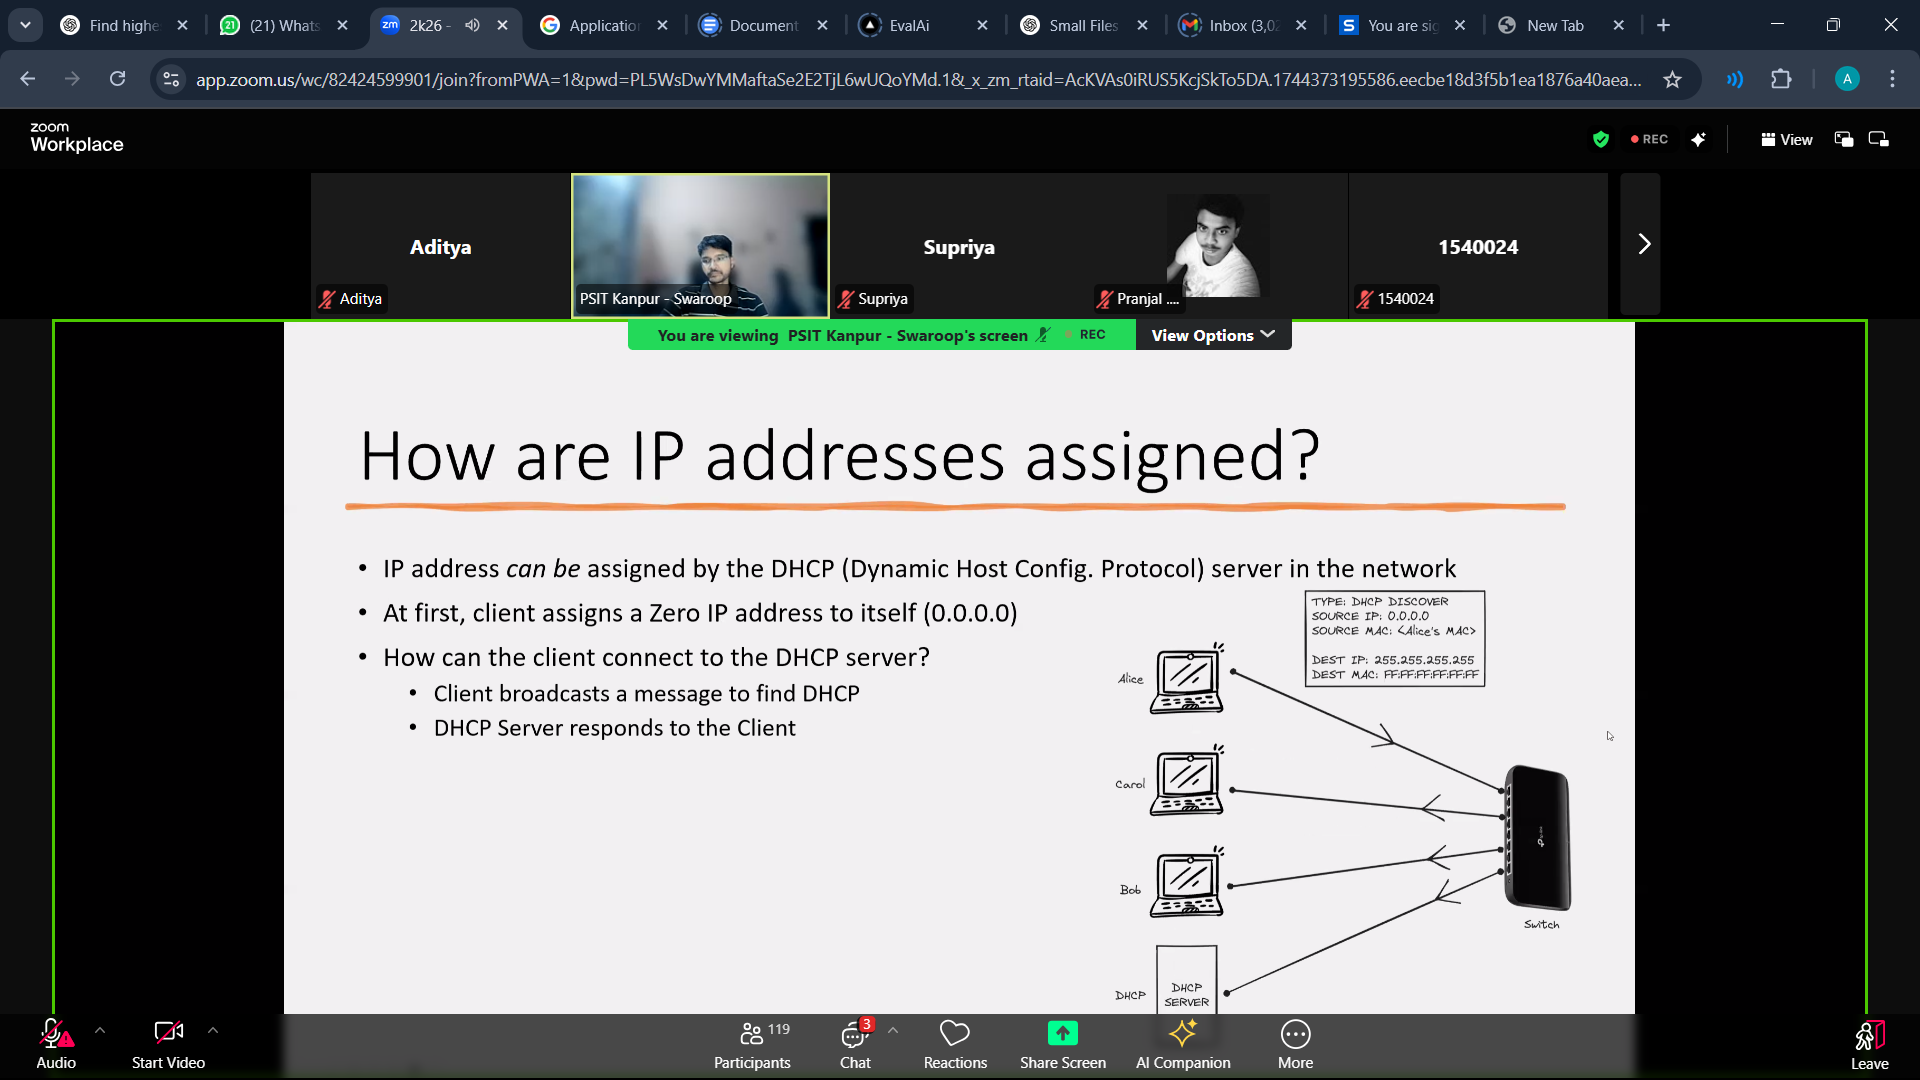 Find highe
(21) Whats
2k26 -
Application
Document
EvalAi
Small Files
Inbox (3,02
You are sig
New Tab
app.zoom.us/wc/82424599901/join?fromPWA=1&pwd=PL5WsDwYMMaftaSe2E2TjL6wUQoYMd.1&_x_zm_rtaid=AcKVAs0iRUS5KcjSkTo5DA.1744373195586.eecbe18d3f5b1ea1876a40aea...
A
zoom
Workplace
REC
View
Aditya
Supriya
1540024
Aditya
PSIT Kanpur - Swaroop
Supriya
Pranjal ....
1540024
You are viewing PSIT Kanpur - Swaroop's screen
REC
View Options
How are IP addresses assigned?
• IP address can be assigned by the DHCP (Dynamic Host Config. Protocol) server in the network
• At first, client assigns a Zero IP address to itself (0.0.0.0)
• How can the client connect to the DHCP server?
• Client broadcasts a message to find DHCP
• DHCP Server responds to the Client
TYPE: DHCP DISCOVER
SOURCE IP: 0.0.0.0
SOURCE MAC: <Alice's MAC>
DEST IP: 255.255.255.255
DEST MAC: FF:FF:FF:FF:FF:FF
Alice
Carol
Bob
Switch
DHCP
DHCP
SERVER
Audio
Start Video
119
Participants
3
Chat
Reactions
Share Screen
AI Companion
More
Leave